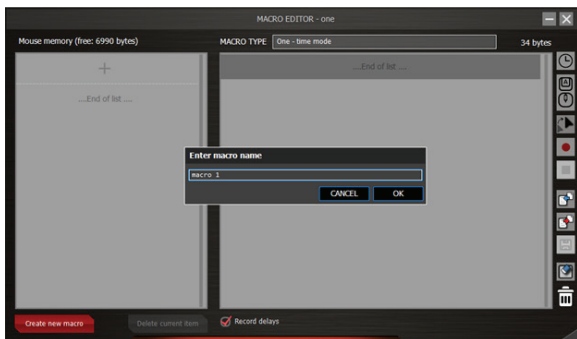 MACRO EDITOR - one
Mouse memory (free: 6990 bytes)
MACRO TYPE
One - time mode
34 bytes
....End of list ....
....End of list ....
Enter macro name
macro 1
CANCEL
OK
Create new macro
Delete current item
Record delays